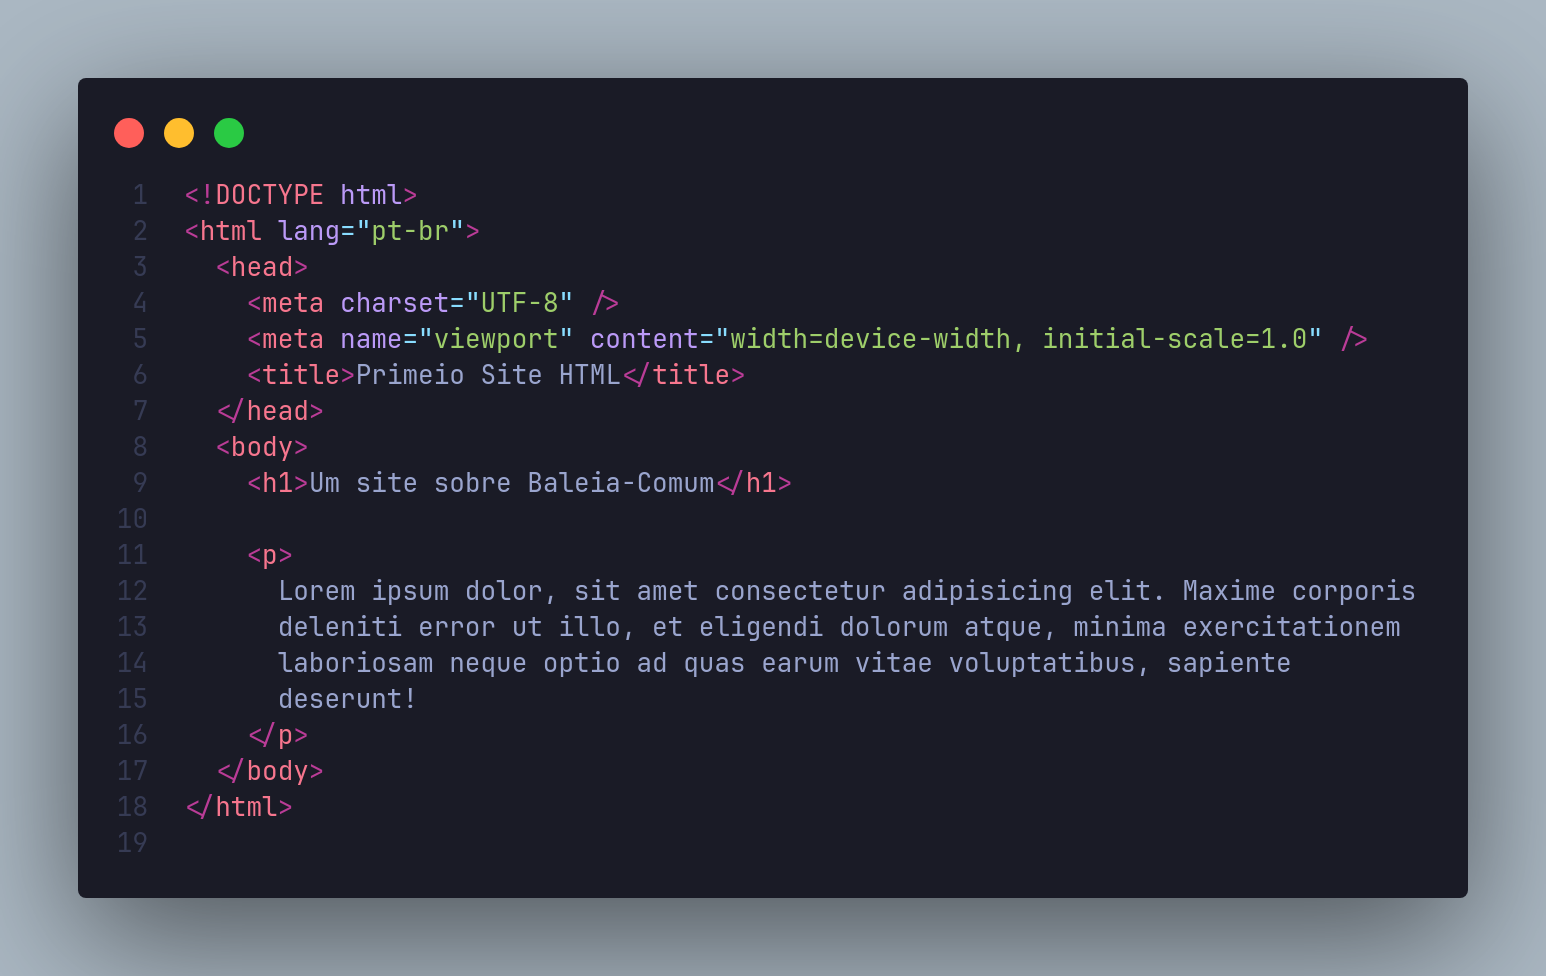 1 <!DOCTYPE html>
2 <html lang="pt-br">
3   <head>
4     <meta charset="UTF-8" />
5     <meta name="viewport" content="width=device-width, initial-scale=1.0" />
6     <title>Primeio Site HTML</title>
7   </head>
8   <body>
9     <h1>Um site sobre Baleia-Comum</h1>
10
11     <p>
12       Lorem ipsum dolor, sit amet consectetur adipisicing elit. Maxime corporis
13       deleniti error ut illo, et eligendi dolorum atque, minima exercitationem
14       laboriosam neque optio ad quas earum vitae voluptatibus, sapiente
15       deserunt!
16     </p>
17   </body>
18 </html>
19